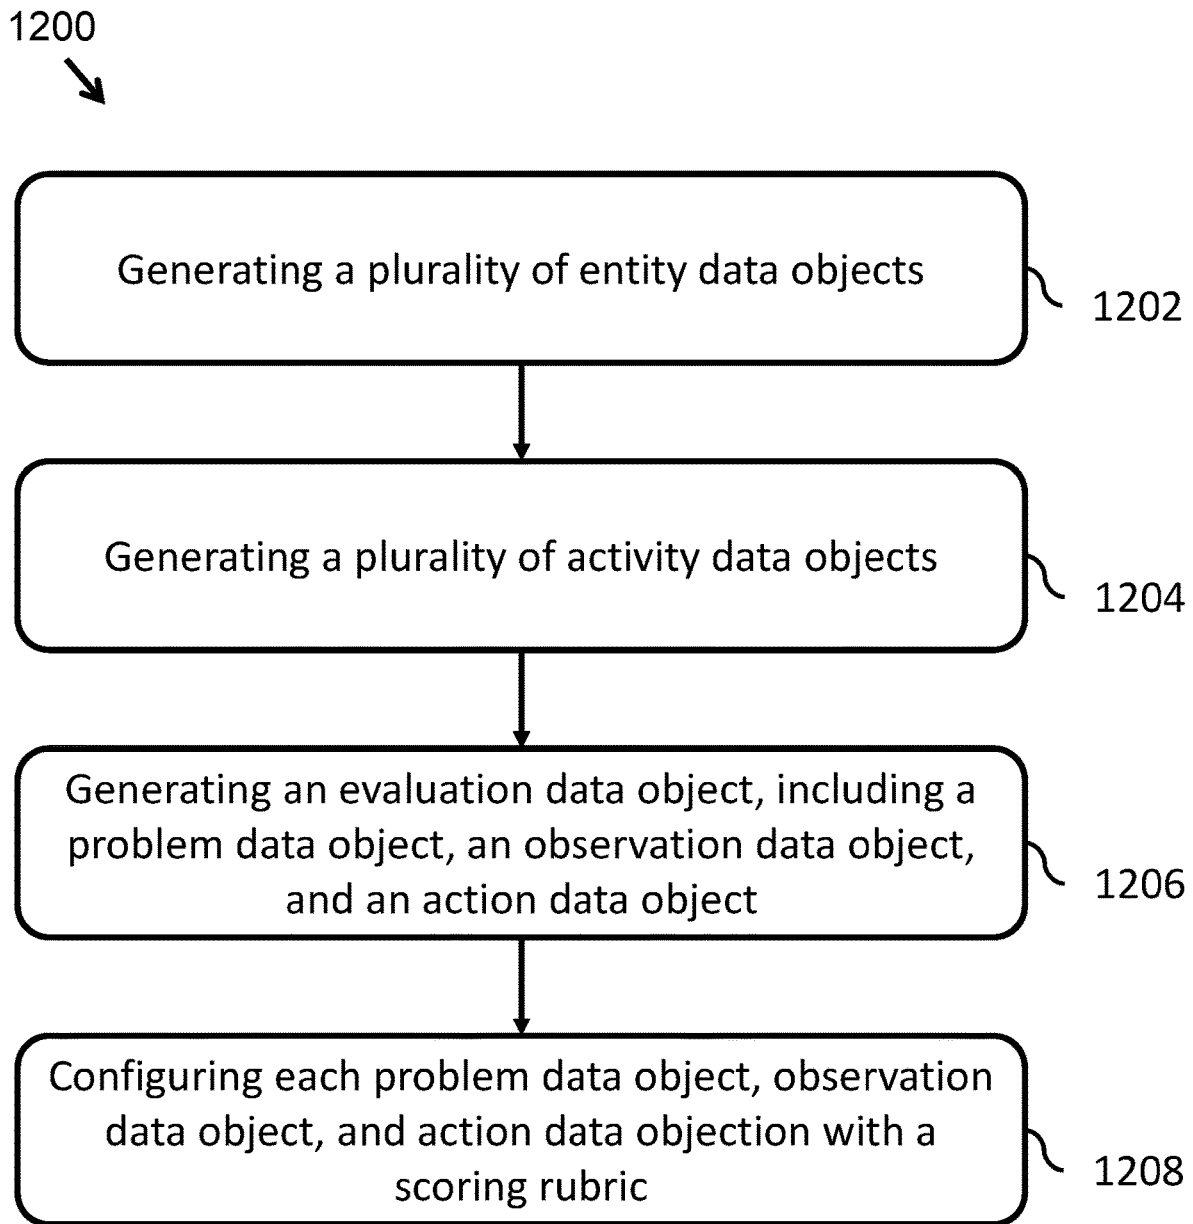 1200
Generating a plurality of entity data objects
1202
Generating a plurality of activity data objects
1204
Generating an evaluation data object, including a
problem data object, an observation data object,
and an action data object
1206
Configuring each problem data object, observation
data object, and action data objection with a
scoring rubric
1208